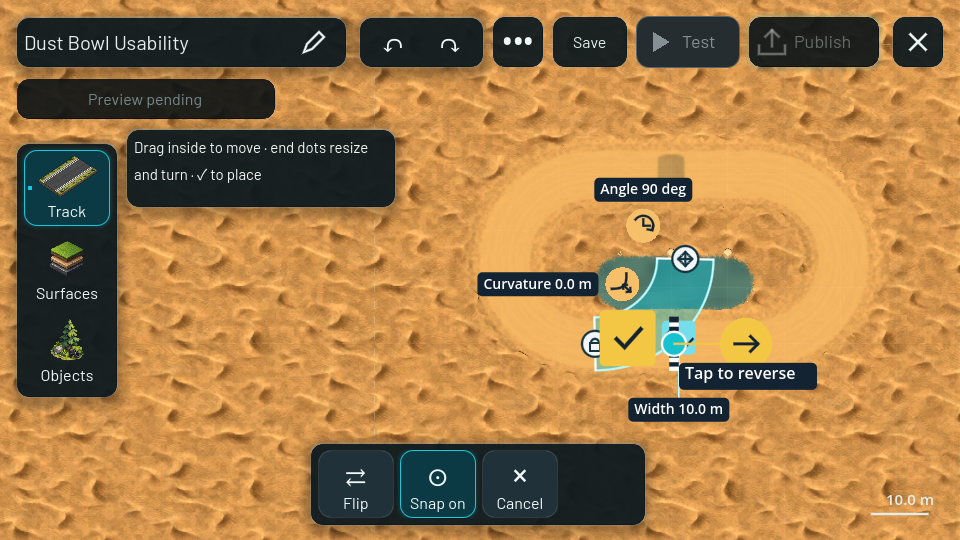 Dust Bowl Usability
Save
Test
Publish
Preview pending
Drag inside to move · end dots resize
and turn · ✓ to place
Track
Surfaces
Objects
Angle 90 deg
Curvature 0.0 m
Tap to reverse
Width 10.0 m
Flip
Snap on
Cancel
10.0 m